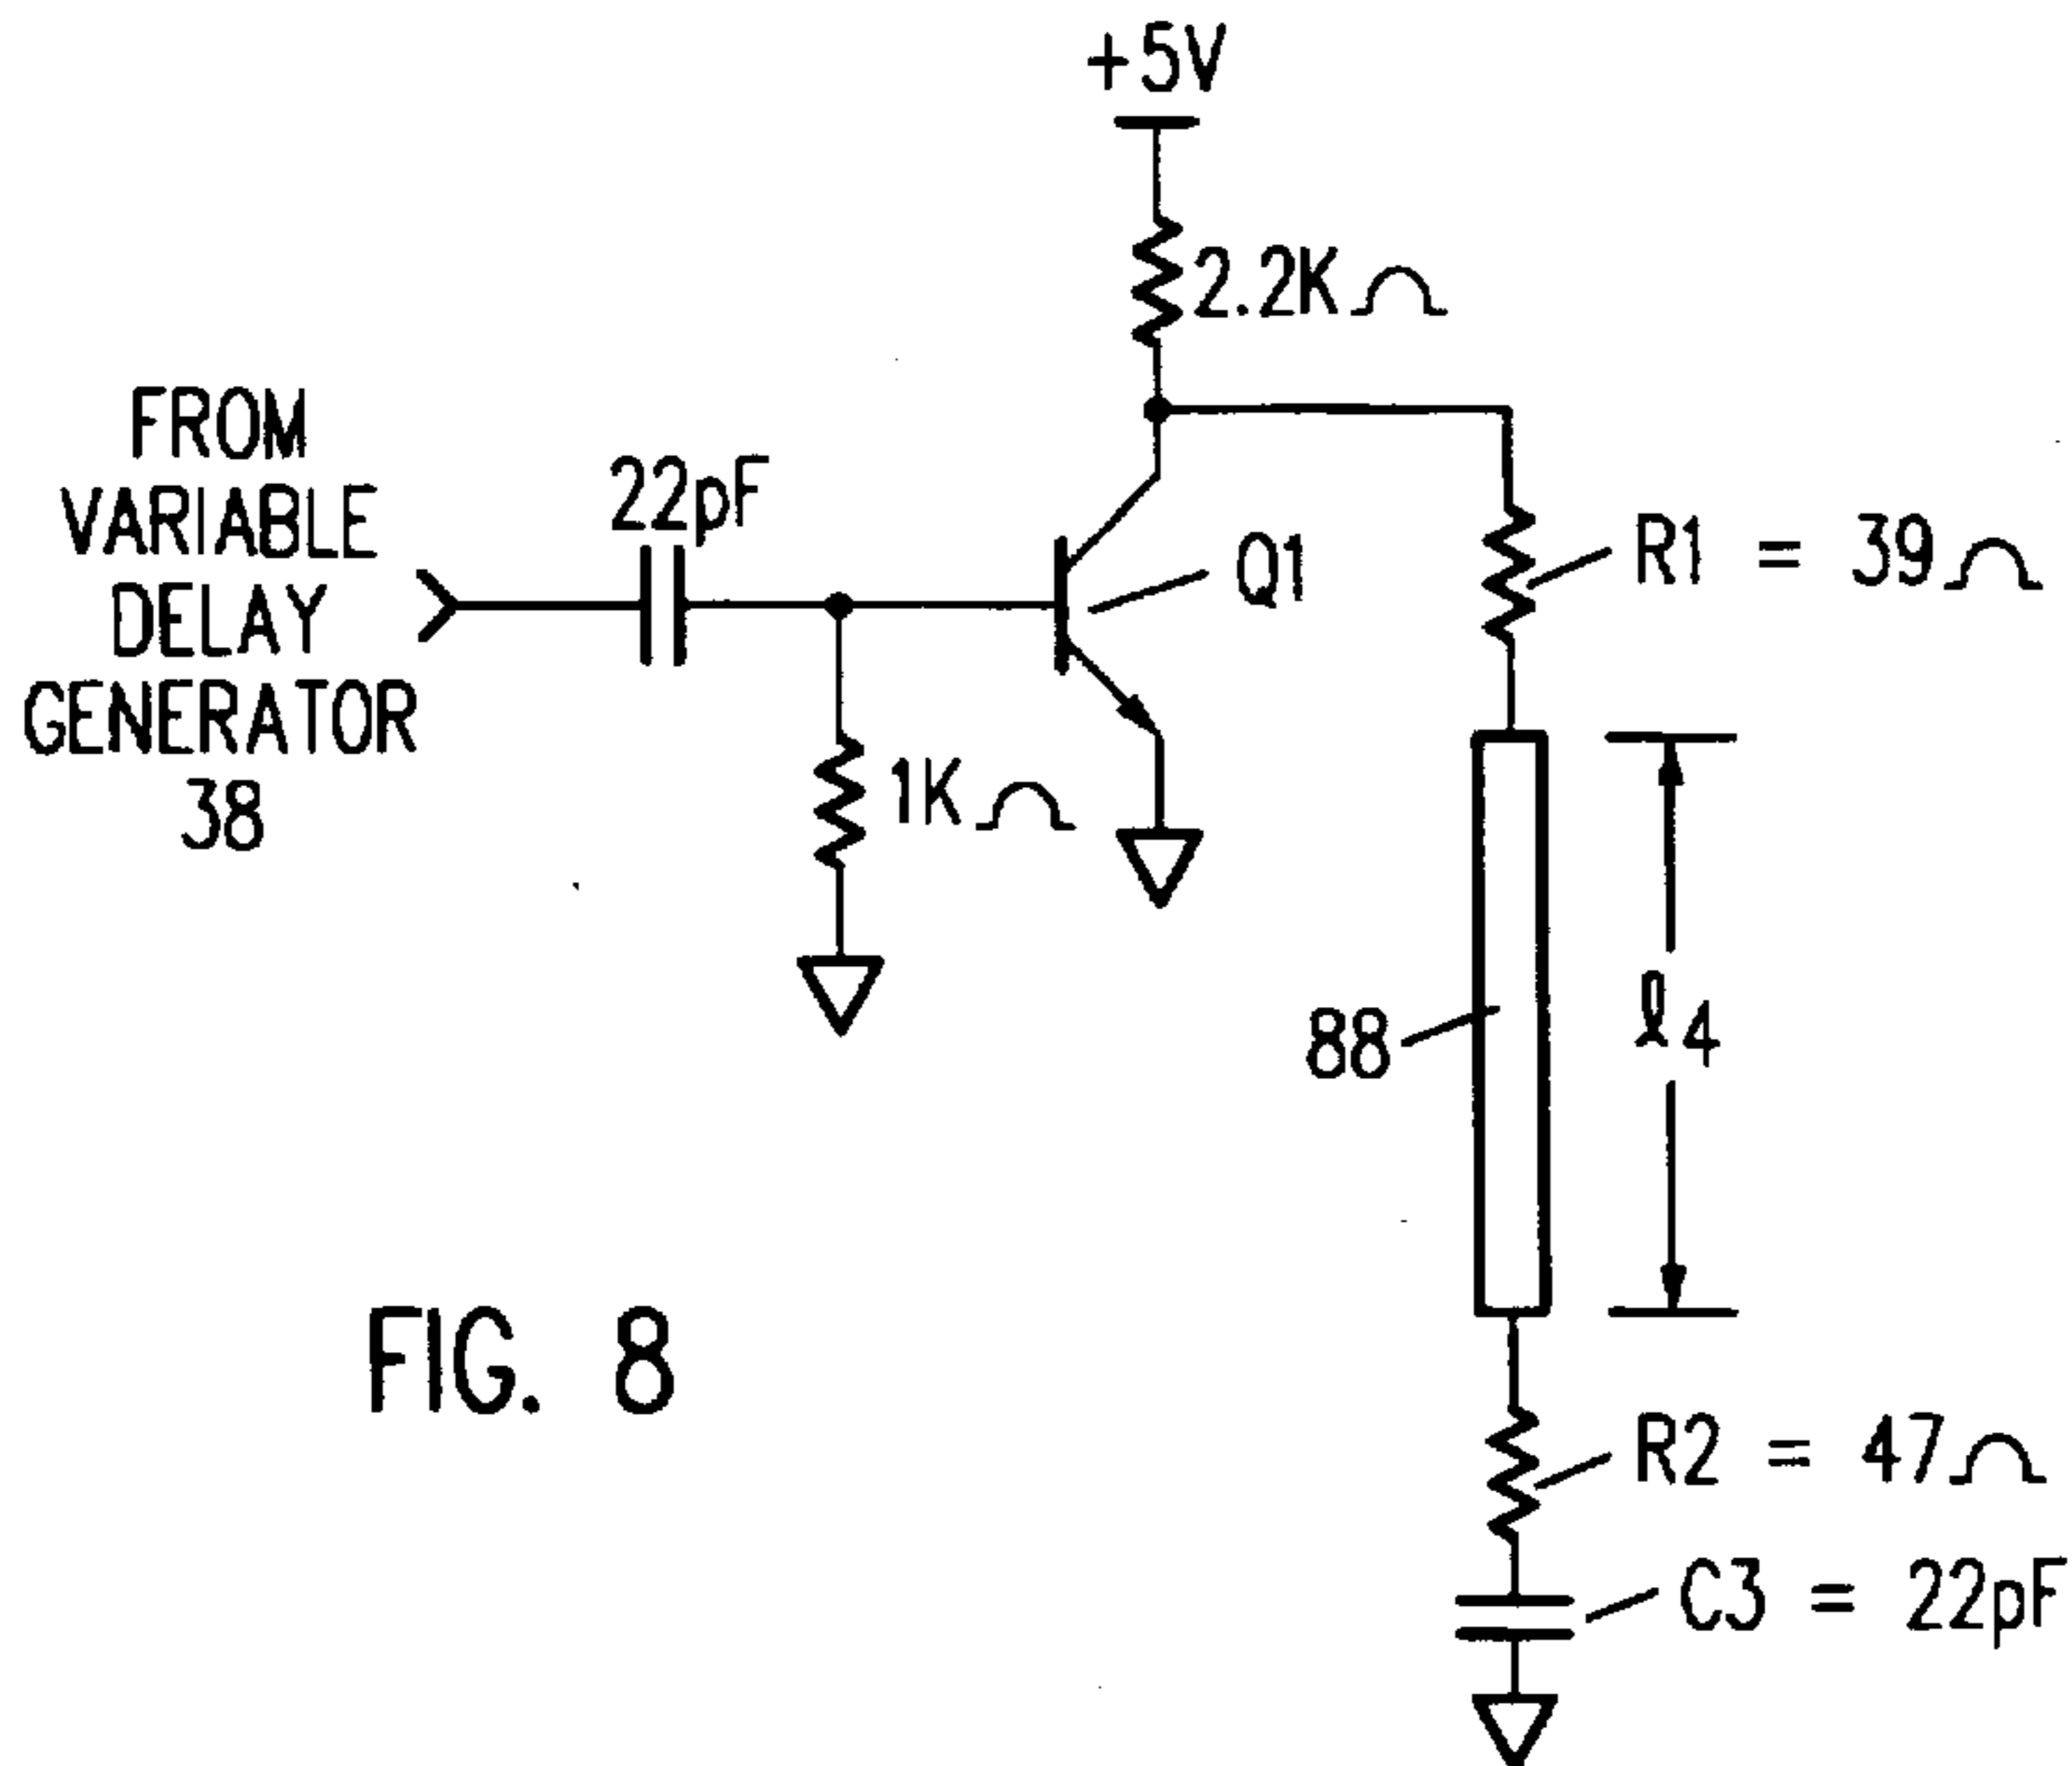 +5V
2.2KΩ
FROM
VARIABLE
DELAY
GENERATOR
38
22pF
Q1
R1 = 39Ω
1KΩ
88
ℓ4
FIG. 8
R2 = 47Ω
C3 = 22pF